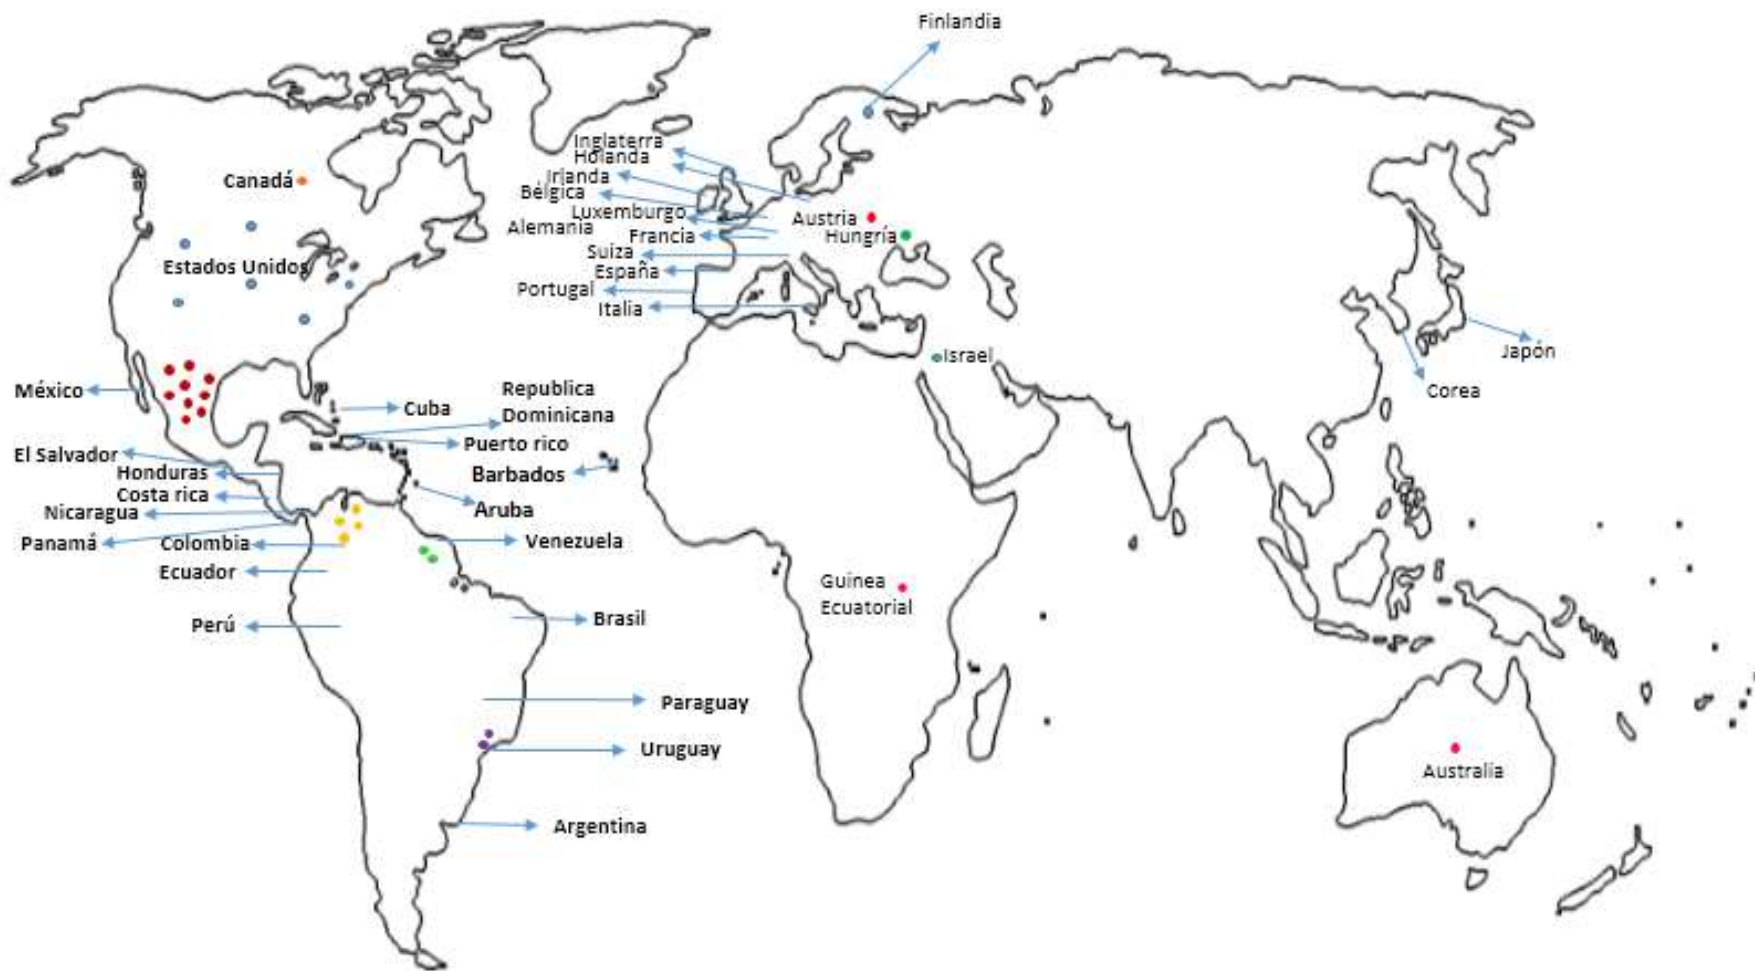 Finlandia
Inglaterra
Holanda
Irlanda
Bélgica
Luxemburgo
Alemania
Francia
Suiza
España
Portugal
Italia
Austria
Hungría
Canadá
Estados Unidos
México
Cuba
Republica
Dominicana
Puerto rico
Barbados
Aruba
El Salvador
Honduras
Costa rica
Nicaragua
Panamá
Colombia
Venezuela
Ecuador
Perú
Brasil
Paraguay
Uruguay
Argentina
Israel
Guinea
Ecuatorial
Japón
Corea
Australia